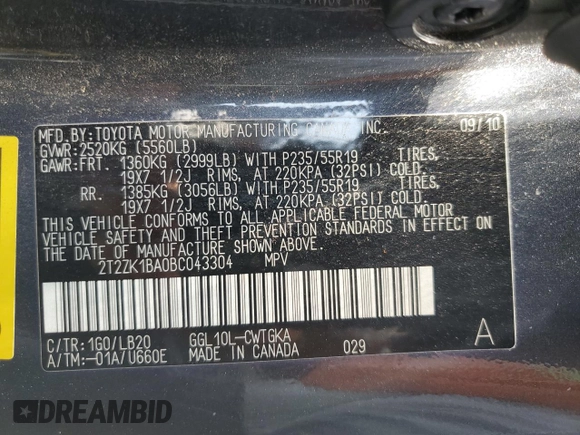 MFD.BY:TOYOTA MOTOR MANUFACTURING CANADA INC. 09/10
GVWR:2520KG (5560LB)
GAWR:FRT. 1360KG (2999LB) WITH P235/55R19 TIRES,
19X7 1/2J RIMS, AT 220KPA (32PSI) COLD.
RR. 1385KG (3056LB) WITH P235/55R19 TIRES,
19X7 1/2J RIMS, AT 220KPA (32PSI) COLD.
THIS VEHICLE CONFORMS TO ALL APPLICABLE FEDERAL MOTOR
VEHICLE SAFETY AND THEFT PREVENTION STANDARDS IN EFFECT ON
THE DATE OF MANUFACTURE SHOWN ABOVE.
2T2ZK1BA0BC043304 MPV
C/TR:1G0/LB20 GGL10L-CWTGKA A
A/TM:-01A/U660E MADE IN CANADA 029
DREAMBID
dreambid.com